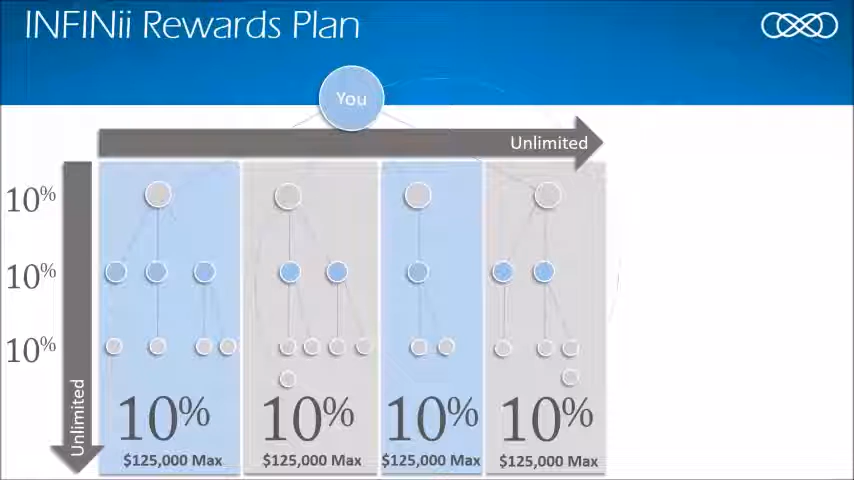 INFINii Rewards Plan
You
Unlimited
10%
10%
10%
Unlimited
10% 10% 10% 10%
$125,000 Max $125,000 Max $125,000 Max $125,000 Max